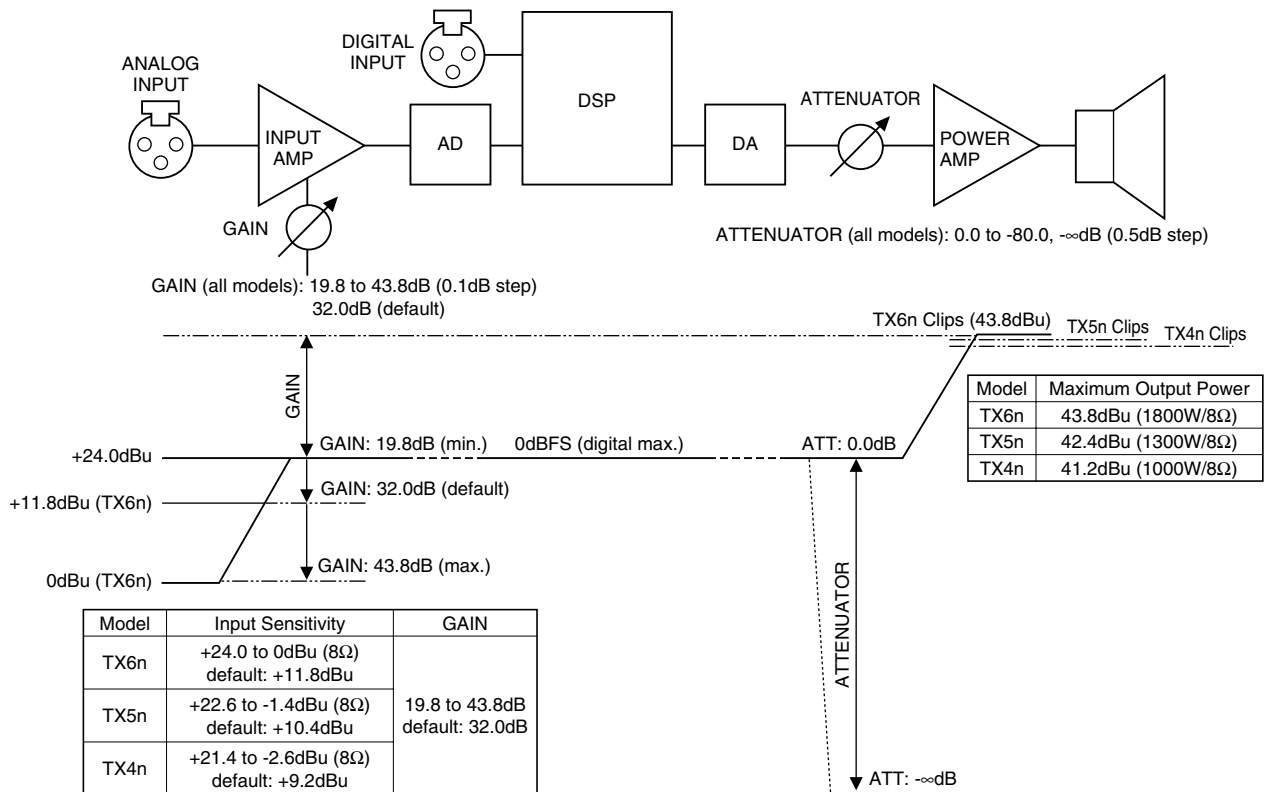 ANALOG
INPUT
DIGITAL
INPUT
INPUT
AMP
AD
DSP
DA
ATTENUATOR
POWER
AMP
GAIN
ATTENUATOR (all models): 0.0 to -80.0, -∞dB (0.5dB step)
GAIN (all models): 19.8 to 43.8dB (0.1dB step)
32.0dB (default)
TX6n Clips (43.8dBu)
TX5n Clips
TX4n Clips
GAIN
Model Maximum Output Power
TX6n 43.8dBu (1800W/8Ω)
TX5n 42.4dBu (1300W/8Ω)
TX4n 41.2dBu (1000W/8Ω)
+24.0dBu
GAIN: 19.8dB (min.)
0dBFS (digital max.)
ATT: 0.0dB
GAIN: 32.0dB (default)
+11.8dBu (TX6n)
GAIN: 43.8dB (max.)
0dBu (TX6n)
ATTENUATOR
ATT: -∞dB
Model Input Sensitivity GAIN
TX6n
+24.0 to 0dBu (8Ω)
default: +11.8dBu
TX5n
+22.6 to -1.4dBu (8Ω)
default: +10.4dBu
19.8 to 43.8dB
default: 32.0dB
TX4n
+21.4 to -2.6dBu (8Ω)
default: +9.2dBu